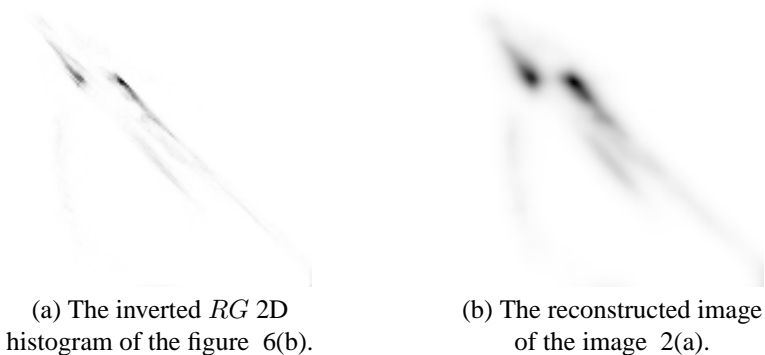 (a) The inverted RG 2D
histogram of the figure 6(b).
(b) The reconstructed image
of the image 2(a).